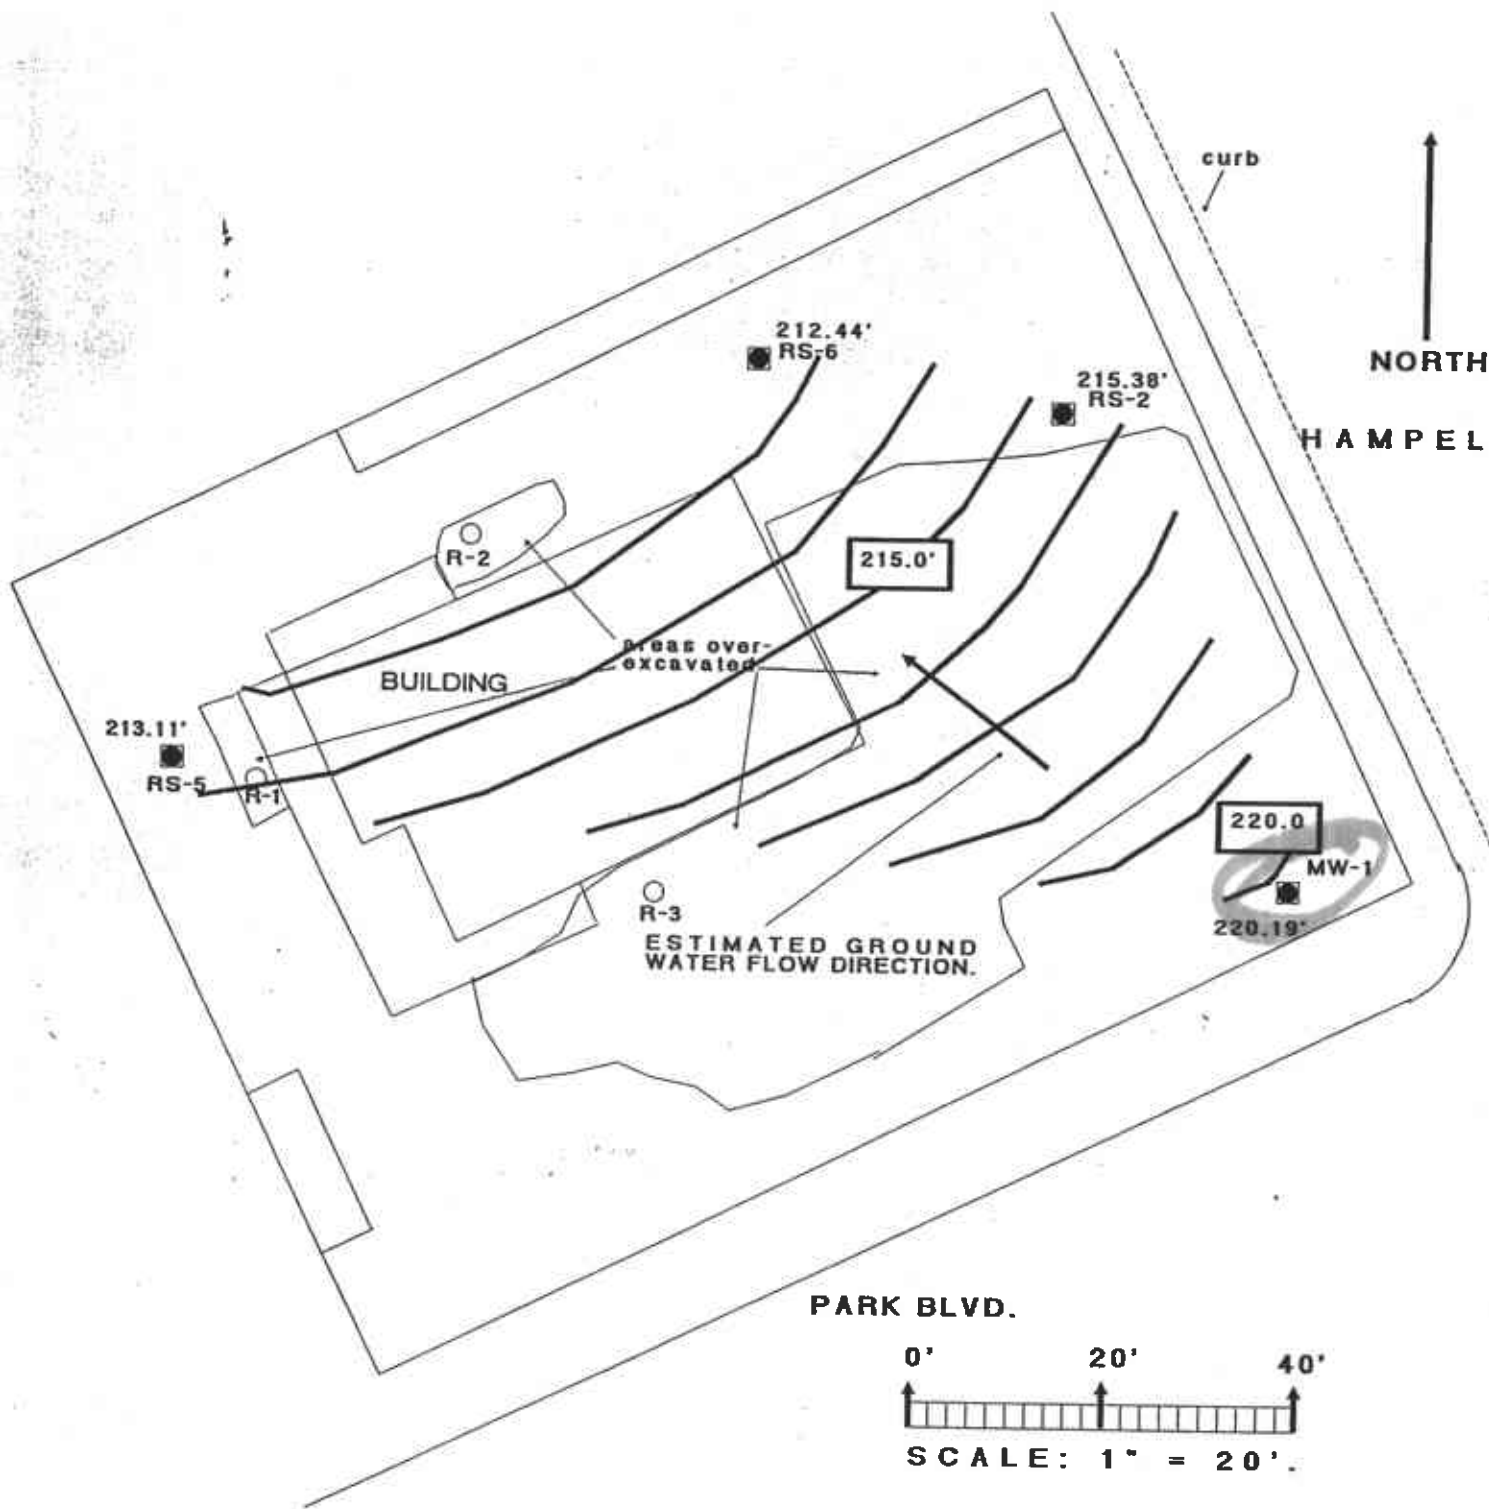 curb
NORTH
HAMPEL
212.44'
RS-6
215.38'
RS-2
R-2
215.0'
areas over-
excavated
BUILDING
213.11'
RS-5
R-1
220.0
MW-1
220.19'
R-3
ESTIMATED GROUND
WATER FLOW DIRECTION.
PARK BLVD.
0' 20' 40'
SCALE: 1" = 20'.